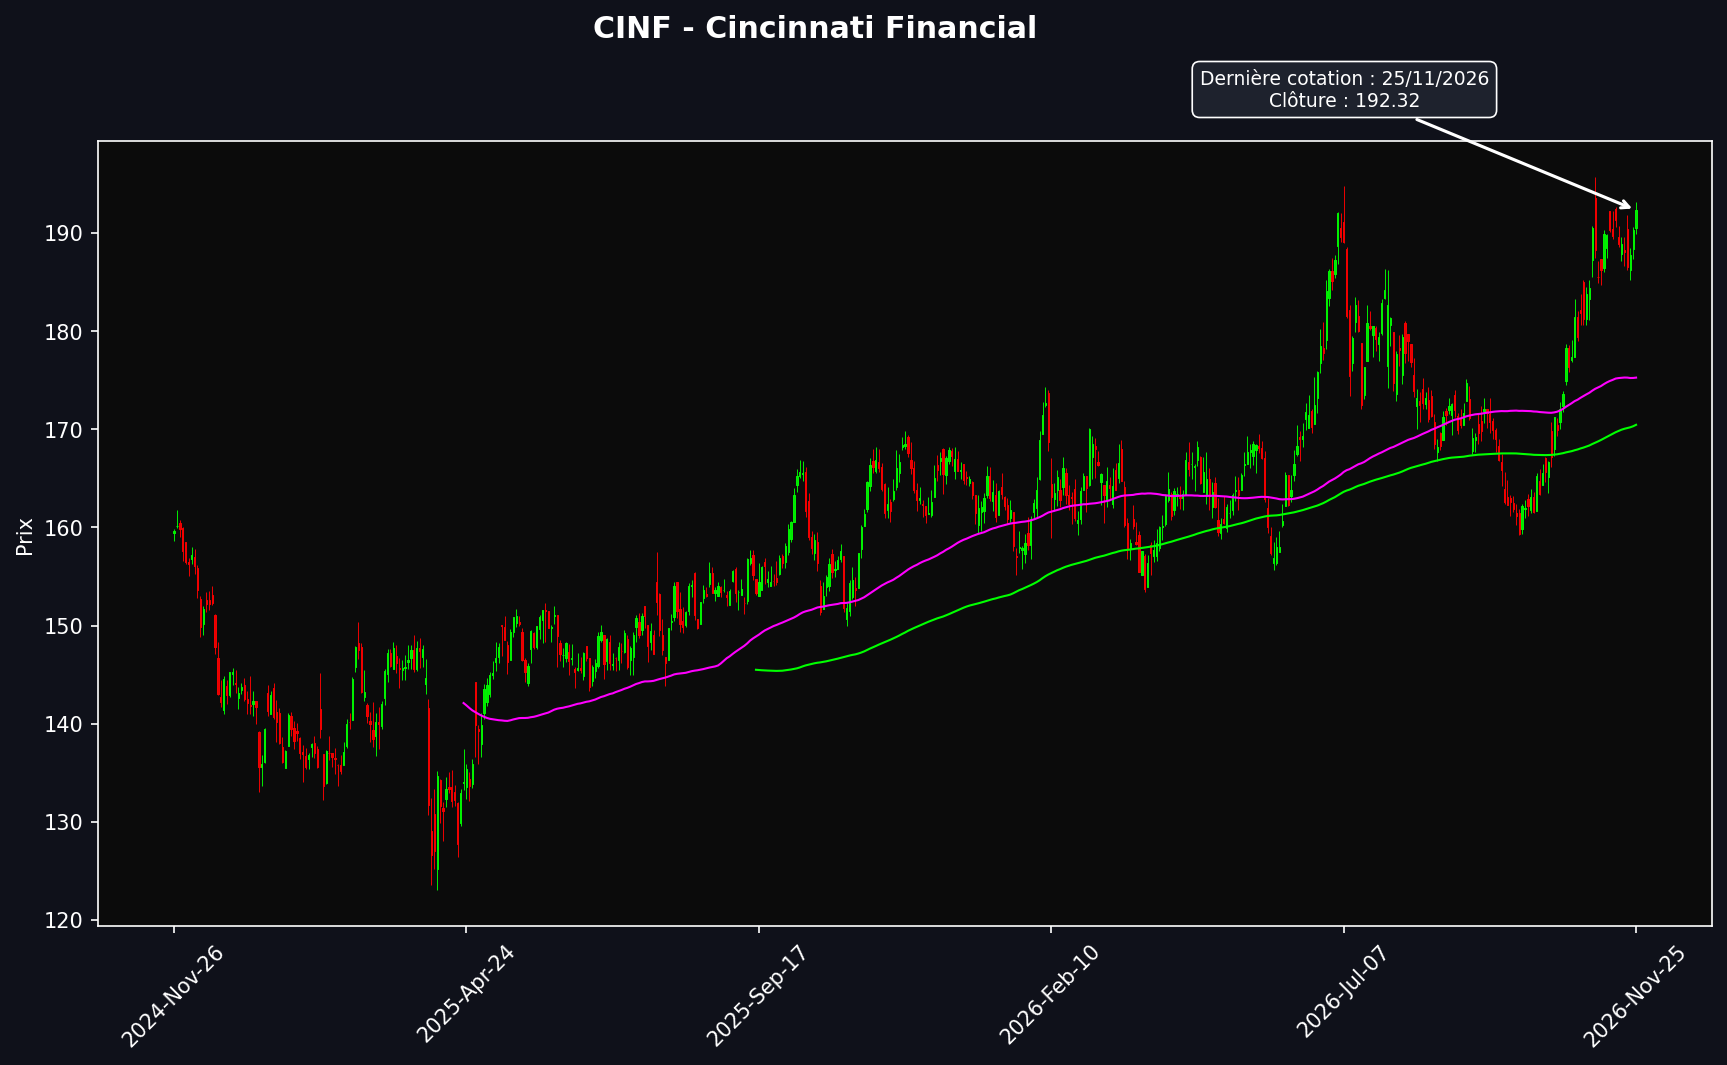 CINF - Cincinnati Financial
Dernière cotation : 25/11/2026
Clôture : 192.32
Prix
190
180
170
160
150
140
130
120
2024-Nov-26
2025-Apr-24
2025-Sep-17
2026-Feb-10
2026-Jul-07
2026-Nov-25